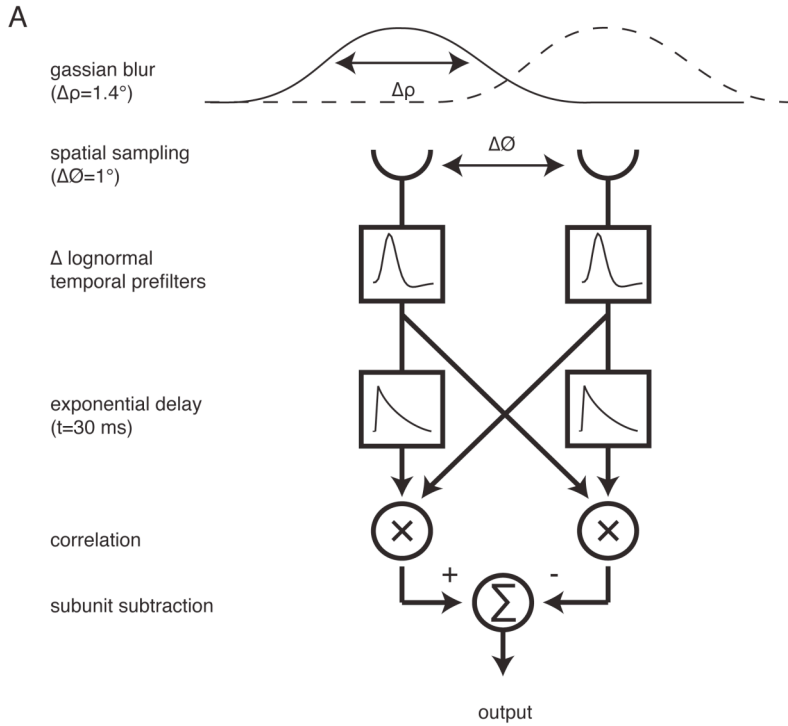 A
gassian blur
(Δρ=1.4°)
Δρ
spatial sampling
(ΔØ=1°)
ΔØ
Δ lognormal
temporal prefilters
exponential delay
(t=30 ms)
correlation
×
×
subunit subtraction
+
-
Σ
output